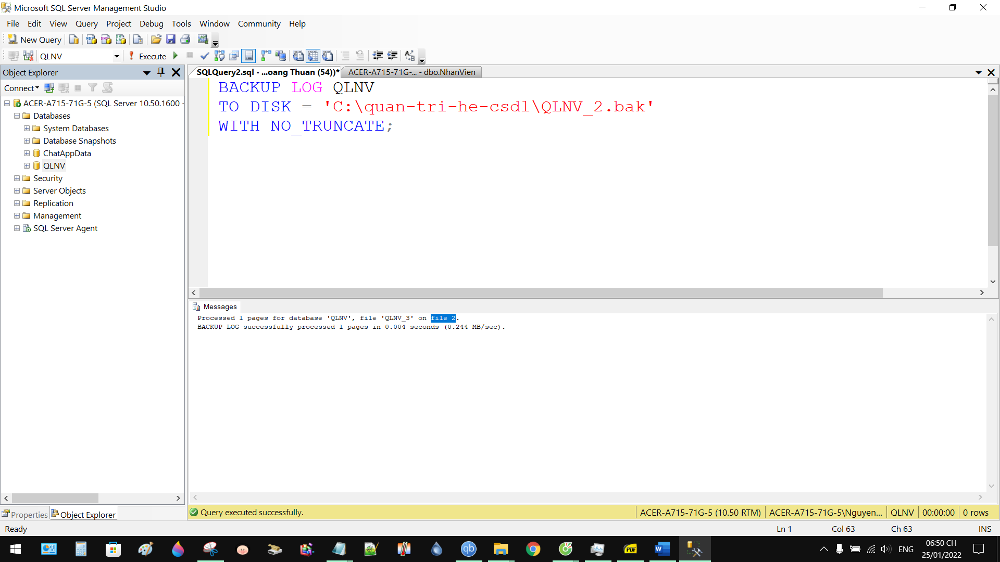 Microsoft SQL Server Management Studio
File Edit View Query Project Debug Tools Window Community Help
New Query
QLNV Execute
Object Explorer
Connect
ACER-A715-71G-5 (SQL Server 10.50.1600 -
Databases
System Databases
Database Snapshots
ChatAppData
QLNV
Security
Server Objects
Replication
Management
SQL Server Agent
Properties Object Explorer
SQLQuery2.sql - ...oang Thuan (54))* ACER-A715-71G-... - dbo.NhanVien
BACKUP LOG QLNV
TO DISK = 'C:\quan-tri-he-csdl\QLNV_2.bak'
WITH NO_TRUNCATE;
Messages
Processed 1 pages for database 'QLNV', file 'QLNV_3' on file 2.
BACKUP LOG successfully processed 1 pages in 0.004 seconds (0.244 MB/sec).
Query executed successfully. ACER-A715-71G-5 (10.50 RTM) ACER-A715-71G-5\Nguyen... QLNV 00:00:00 0 rows
Ready Ln 1 Col 63 Ch 63 INS
qb PDF W ENG
06:50 CH
25/01/2022